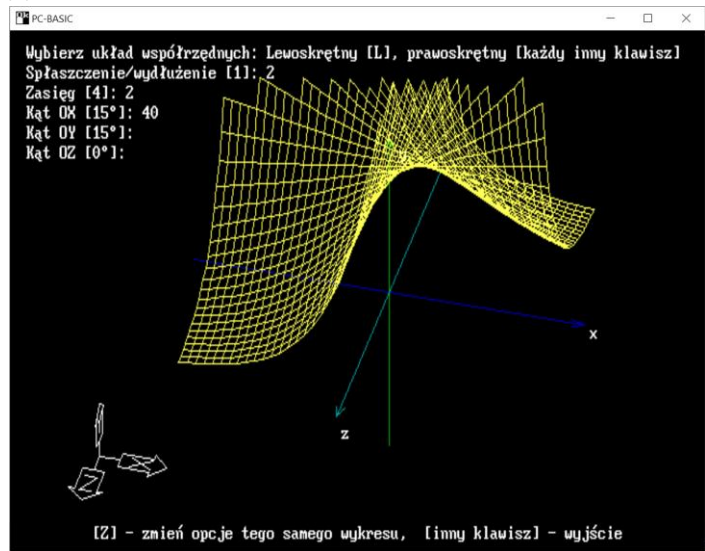 PC-BASIC
Wybierz układ współrzędnych: Lewoskrętny [L], prawoskrętny [każdy inny klawisz]
Spłaszczenie/wydłużenie [1]: 2
Zasięg [4]: 2
Kąt OX [15°]: 40
Kąt OY [15°]:
Kąt OZ [0°]:
x
z
X
Z
[Z] - zmień opcje tego samego wykresu, [inny klawisz] - wyjście